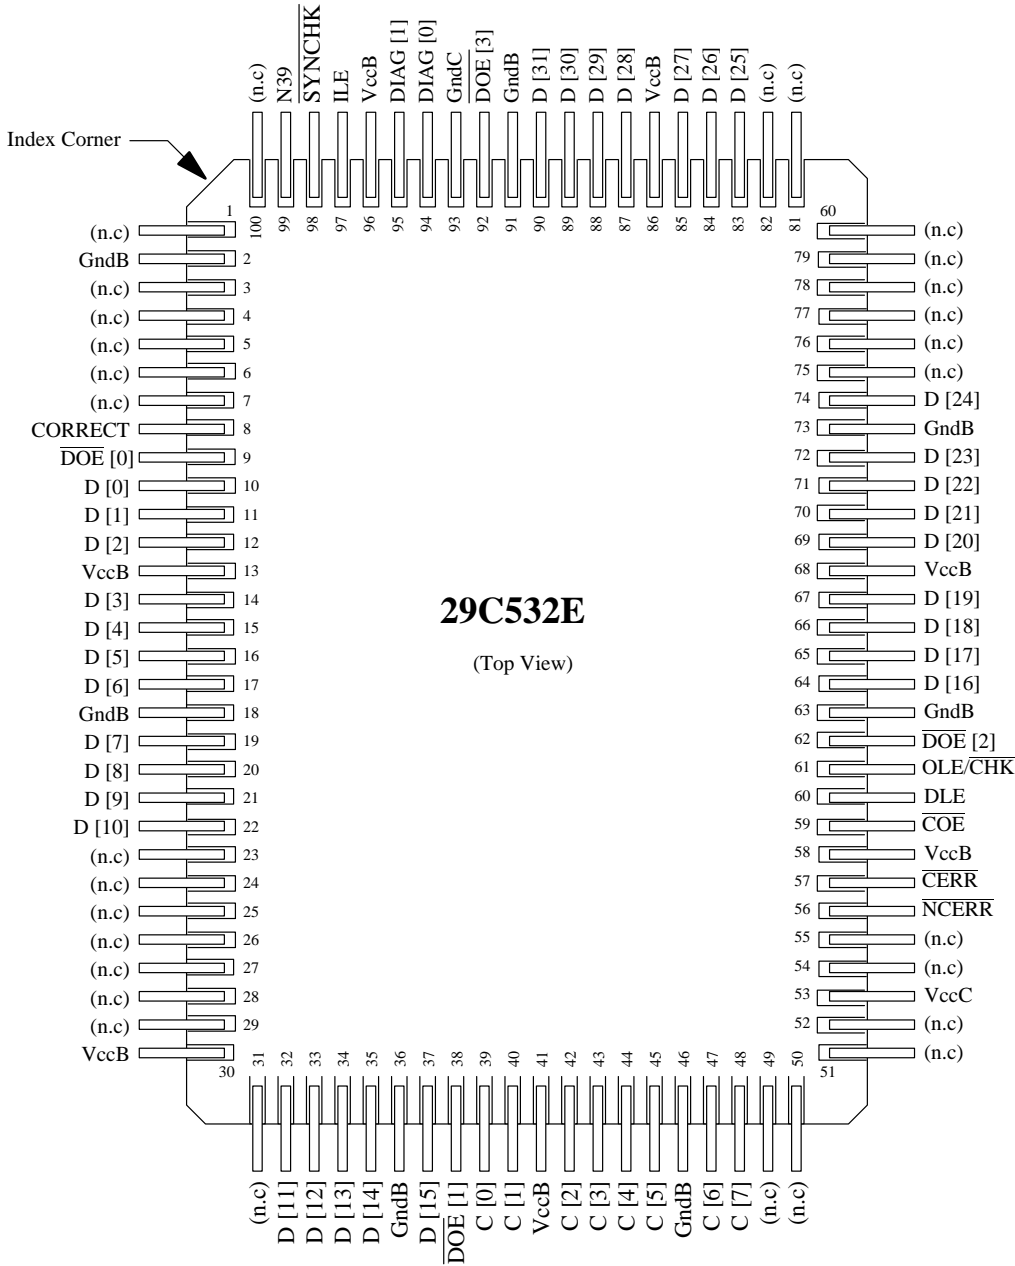 (n.c)
N39
SYNCHK
ILE
VccB
DIAG [1]
DIAG [0]
GndC
DOE [3]
GndB
D [31]
D [30]
D [29]
D [28]
VccB
D [27]
D [26]
D [25]
(n.c)
(n.c)
Index Corner
100 99 98 97 96 95 94 93 92 91 90 89 88 87 86 85 84 83 82 81
(n.c) 1
GndB 2
(n.c) 3
(n.c) 4
(n.c) 5
(n.c) 6
(n.c) 7
CORRECT 8
DOE [0] 9
D [0] 10
D [1] 11
D [2] 12
VccB 13
D [3] 14
D [4] 15
D [5] 16
D [6] 17
GndB 18
D [7] 19
D [8] 20
D [9] 21
D [10] 22
(n.c) 23
(n.c) 24
(n.c) 25
(n.c) 26
(n.c) 27
(n.c) 28
(n.c) 29
VccB 30
29C532E
(Top View)
60 (n.c)
79 (n.c)
78 (n.c)
77 (n.c)
76 (n.c)
75 (n.c)
74 D [24]
73 GndB
72 D [23]
71 D [22]
70 D [21]
69 D [20]
68 VccB
67 D [19]
66 D [18]
65 D [17]
64 D [16]
63 GndB
62 DOE [2]
61 OLE/CHK
60 DLE
59 COE
58 VccB
57 CERR
56 NCERR
55 (n.c)
54 (n.c)
53 VccC
52 (n.c)
51 (n.c)
31 32 33 34 35 36 37 38 39 40 41 42 43 44 45 46 47 48 49 50
(n.c)
D [11]
D [12]
D [13]
D [14]
GndB
D [15]
DOE [1]
C [0]
C [1]
VccB
C [2]
C [3]
C [4]
C [5]
GndB
C [6]
C [7]
(n.c)
(n.c)